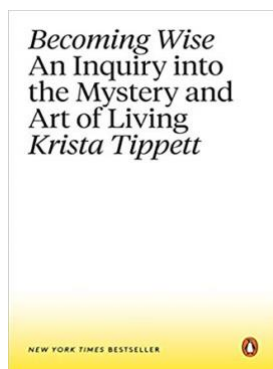 Becoming Wise
An Inquiry into
the Mystery and
Art of Living
Krista Tippett
NEW YORK TIMES BESTSELLER